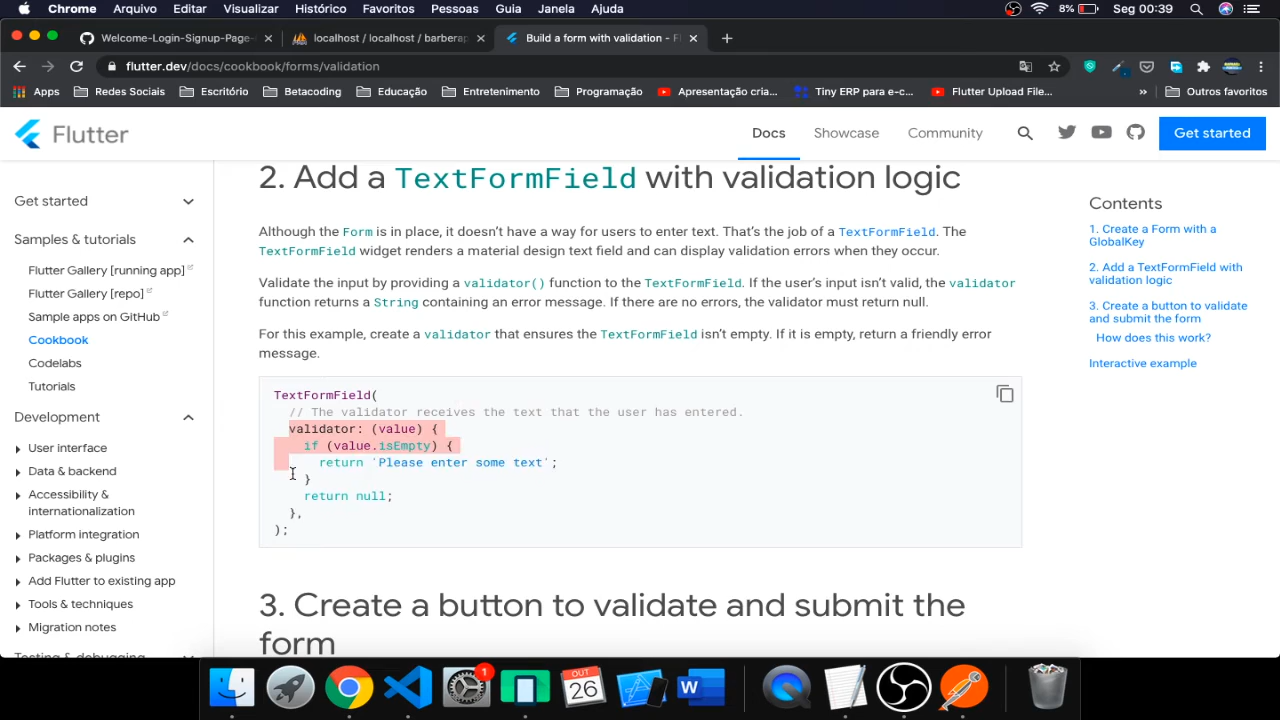 Chrome Arquivo Editar Visualizar Histórico Favoritos Pessoas Guia Janela Ajuda 8% Seg 00:39
Welcome-Login-Signup-Page- localhost / localhost / barberap Build a form with validation - Fl
flutter.dev/docs/cookbook/forms/validation
Apps Redes Sociais Escritório Betacoding Educação Entretenimento Programação Apresentação cria... Tiny ERP para e-c... Flutter Upload File... » Outros favoritos
Flutter Docs Showcase Community Get started
Get started
Samples & tutorials
Flutter Gallery [running app]
Flutter Gallery [repo]
Sample apps on GitHub
Cookbook
Codelabs
Tutorials
Development
User interface
Data & backend
Accessibility &
internationalization
Platform integration
Packages & plugins
Add Flutter to existing app
Tools & techniques
Migration notes
Testing & debugging
2. Add a TextFormField with validation logic
Although the Form is in place, it doesn't have a way for users to enter text. That's the job of a TextFormField. The
TextFormField widget renders a material design text field and can display validation errors when they occur.
Validate the input by providing a validator() function to the TextFormField. If the user's input isn't valid, the validator
function returns a String containing an error message. If there are no errors, the validator must return null.
For this example, create a validator that ensures the TextFormField isn't empty. If it is empty, return a friendly error
message.
TextFormField(
// The validator receives the text that the user has entered.
validator: (value) {
if (value.isEmpty) {
return 'Please enter some text';
}
return null;
},
);
3. Create a button to validate and submit the
form
Contents
1. Create a Form with a
GlobalKey
2. Add a TextFormField with
validation logic
3. Create a button to validate
and submit the form
How does this work?
Interactive example
1
OUT
26
W